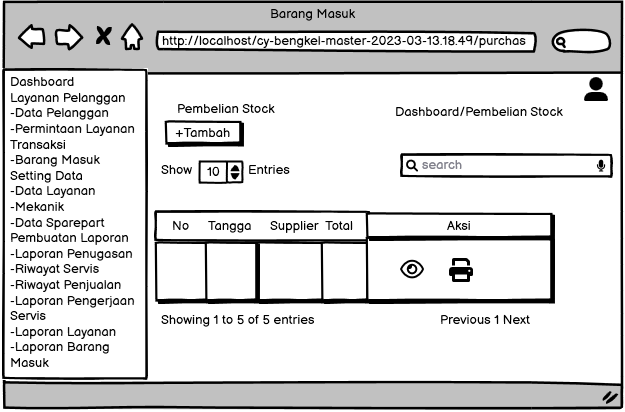 Barang Masuk
http://localhost/cy-bengkel-master-2023-03-13.18.49/purchas
Dashboard
Layanan Pelanggan
-Data Pelanggan
-Permintaan Layanan
Transaksi
-Barang Masuk
Setting Data
-Data Layanan
-Mekanik
-Data Sparepart
Pembuatan Laporan
-Laporan Penugasan
-Riwayat Servis
-Riwayat Penjualan
-Laporan Pengerjaan
Servis
-Laporan Layanan
-Laporan Barang
Masuk
Pembelian Stock
Dashboard/Pembelian Stock
+Tambah
Show 10 Entries
search
No Tangga Supplier Total Aksi
Showing 1 to 5 of 5 entries
Previous 1 Next